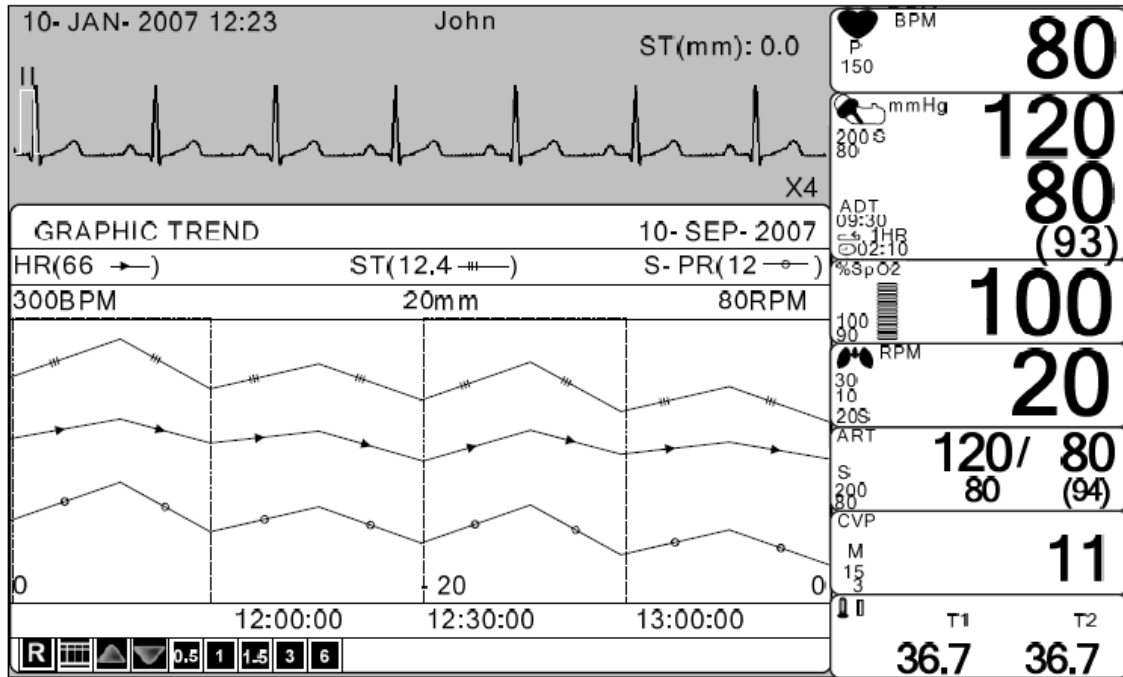 10- JAN- 2007 12:23 John
ST(mm): 0.0
II
X4
GRAPHIC TREND 10- SEP- 2007
HR(66 ) ST(12.4 ) S- PR(12 )
300BPM 20mm 80RPM
0 - 20 0
12:00:00 12:30:00 13:00:00
R 0.5 1 1.5 3 6
BPM 80
P
150
mmHg 120
200 S
80
80
ADT
09:30
1HR (93)
02:10
%SpO2 100
100
90
RPM 20
30
10
20S
ART
120/ 80
S 80 (94)
200
80
CVP
M 11
15
3
T1 T2
36.7 36.7